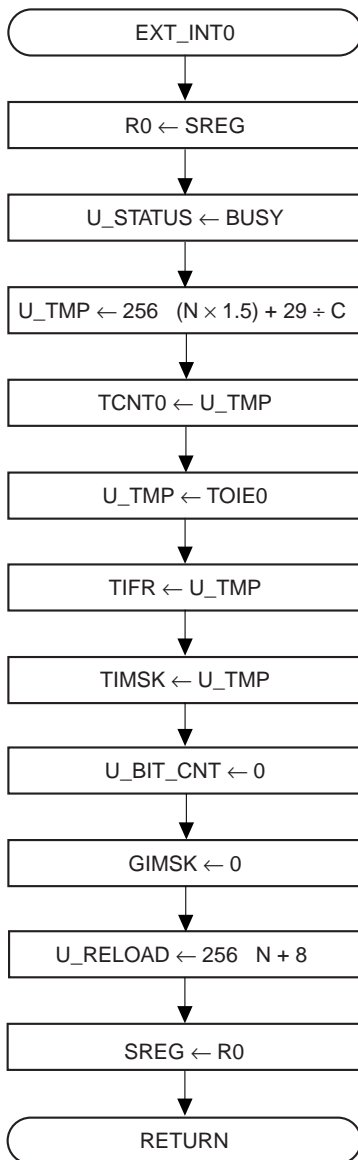 EXT_INT0
R0 ← SREG
U_STATUS ← BUSY
U_TMP ← 256   (N × 1.5) + 29 ÷ C
TCNT0 ← U_TMP
U_TMP ← TOIE0
TIFR ← U_TMP
TIMSK ← U_TMP
U_BIT_CNT ← 0
GIMSK ← 0
U_RELOAD ← 256   N + 8
SREG ← R0
RETURN